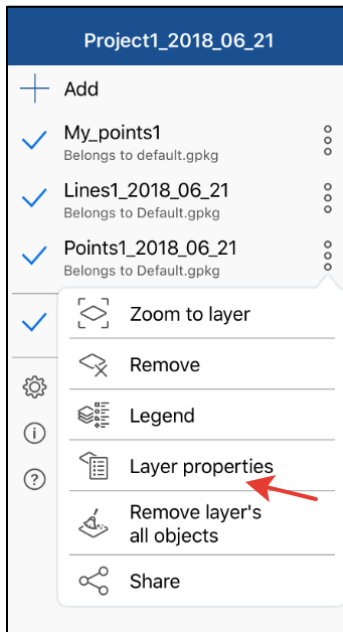 Project1_2018_06_21
Add
My_points1
Belongs to default.gpkg
Lines1_2018_06_21
Belongs to Default.gpkg
Points1_2018_06_21
Belongs to Default.gpkg
Zoom to layer
Remove
Legend
Layer properties
Remove layer's
all objects
Share